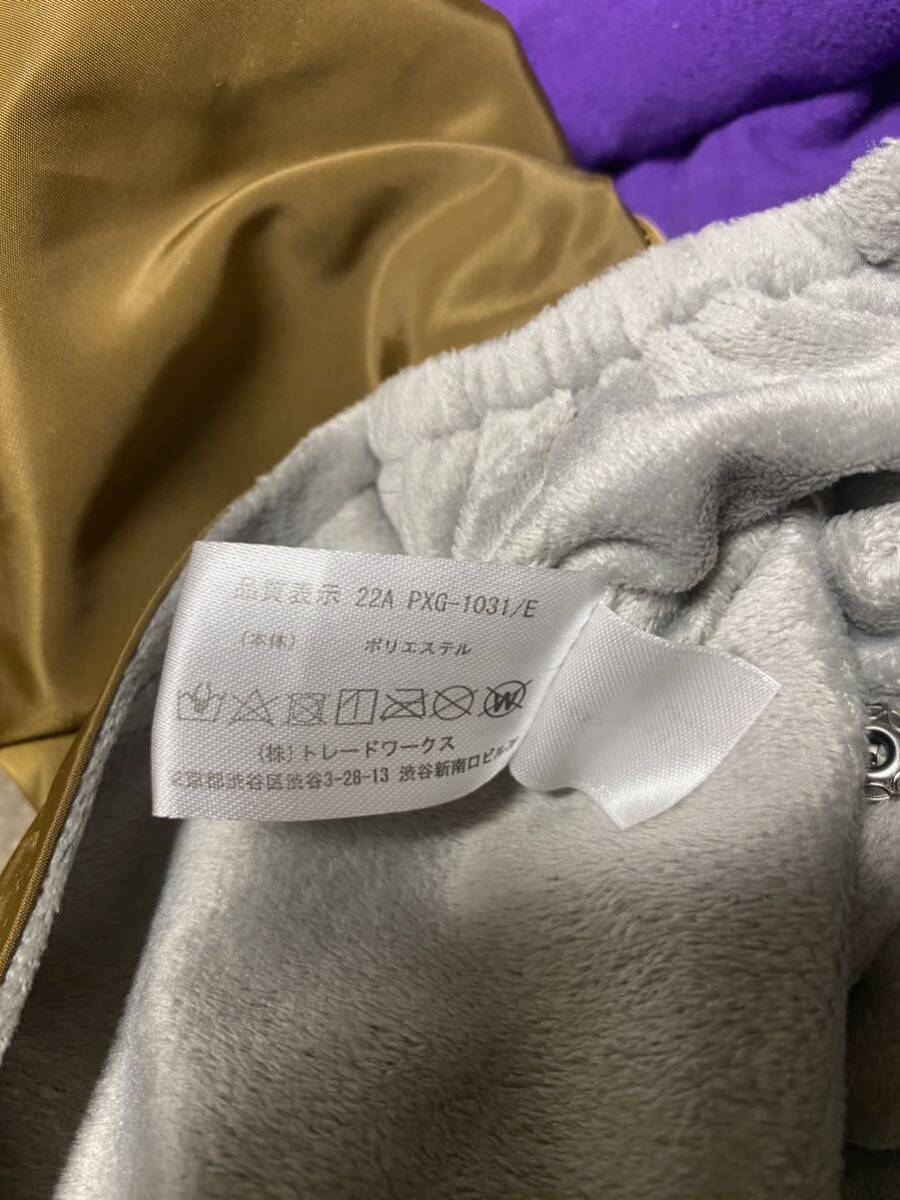 品質表示 22A PXG-1031/E
(本体) ポリエステル
(株)トレードワークス
東京都渋谷区渋谷3-28-13 渋谷新南口ビル